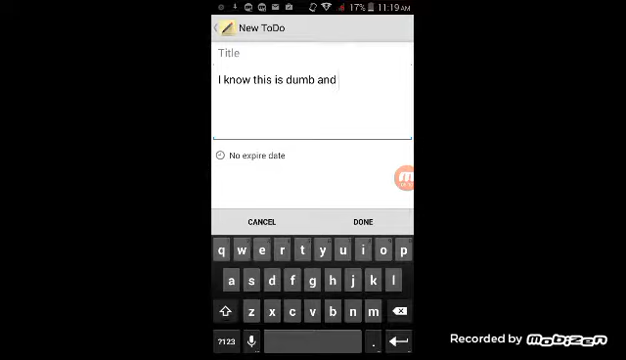 17% 11:19 AM
New ToDo
Title
I know this is dumb and
No expire date
CANCEL DONE
q w e r t y u i o p
a s d f g h j k l
z x c v b n m
?123 .
Recorded by mobizen